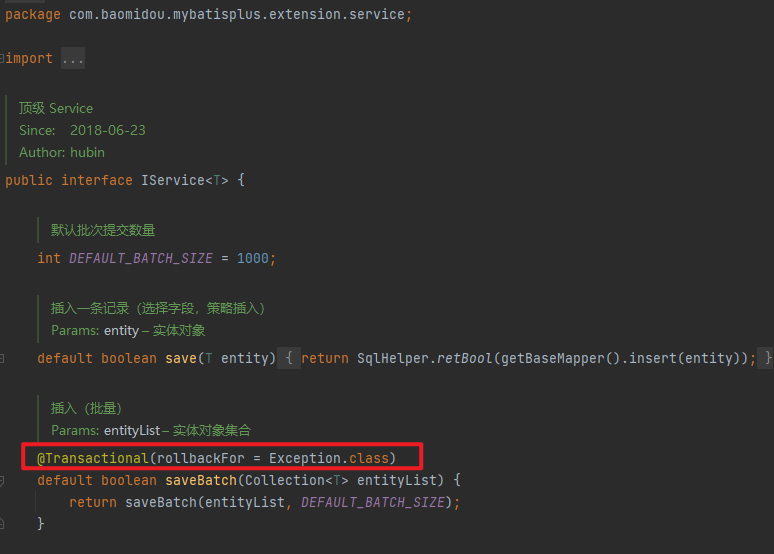 package com.baomidou.mybatisplus.extension.service;
import ...
顶级 Service
Since: 2018-06-23
Author: hubin
public interface IService<T> {
默认批次提交数量
int DEFAULT_BATCH_SIZE = 1000;
插入一条记录（选择字段，策略插入）
Params: entity – 实体对象
default boolean save(T entity) { return SqlHelper.retBool(getBaseMapper().insert(entity)); }
插入（批量）
Params: entityList – 实体对象集合
@Transactional(rollbackFor = Exception.class)
default boolean saveBatch(Collection<T> entityList) {
return saveBatch(entityList, DEFAULT_BATCH_SIZE);
}